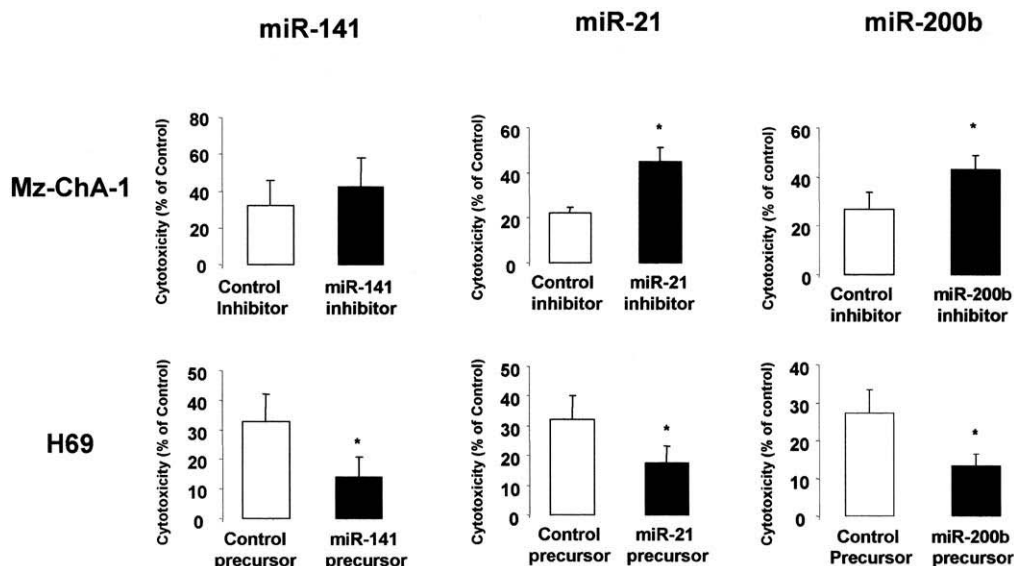 miR-141
miR-21
miR-200b
Mz-ChA-1
Cytotoxicity (% of Control)
80
60
40
20
0
Control
Inhibitor
miR-141
inhibitor
Cytotoxicity (% of Control)
60
40
20
0
*
Control
inhibitor
miR-21
inhibitor
Cytotoxicity (% of control)
60
40
20
0
*
Control
inhibitor
miR-200b
inhibitor
H69
Cytotoxicity (% of Control)
50
40
30
20
10
0
*
Control
precursor
miR-141
precursor
Cytotoxicity (% of Control)
50
40
30
20
10
0
*
Control
precursor
miR-21
precursor
Cytotoxicity (% of control)
40
30
20
10
0
*
Control
Precursor
miR-200b
precursor